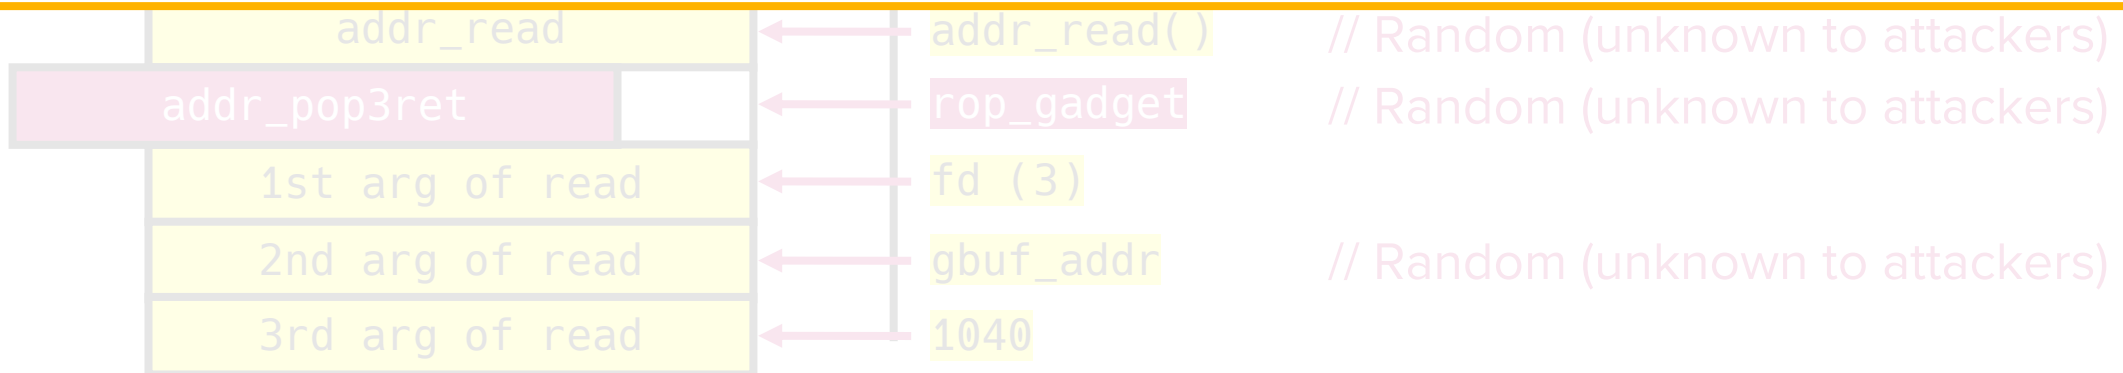 addr_read addr_read() // Random (unknown to attackers)
addr_pop3ret rop_gadget // Random (unknown to attackers)
1st arg of read fd (3)
2nd arg of read gbuf_addr // Random (unknown to attackers)
3rd arg of read 1040